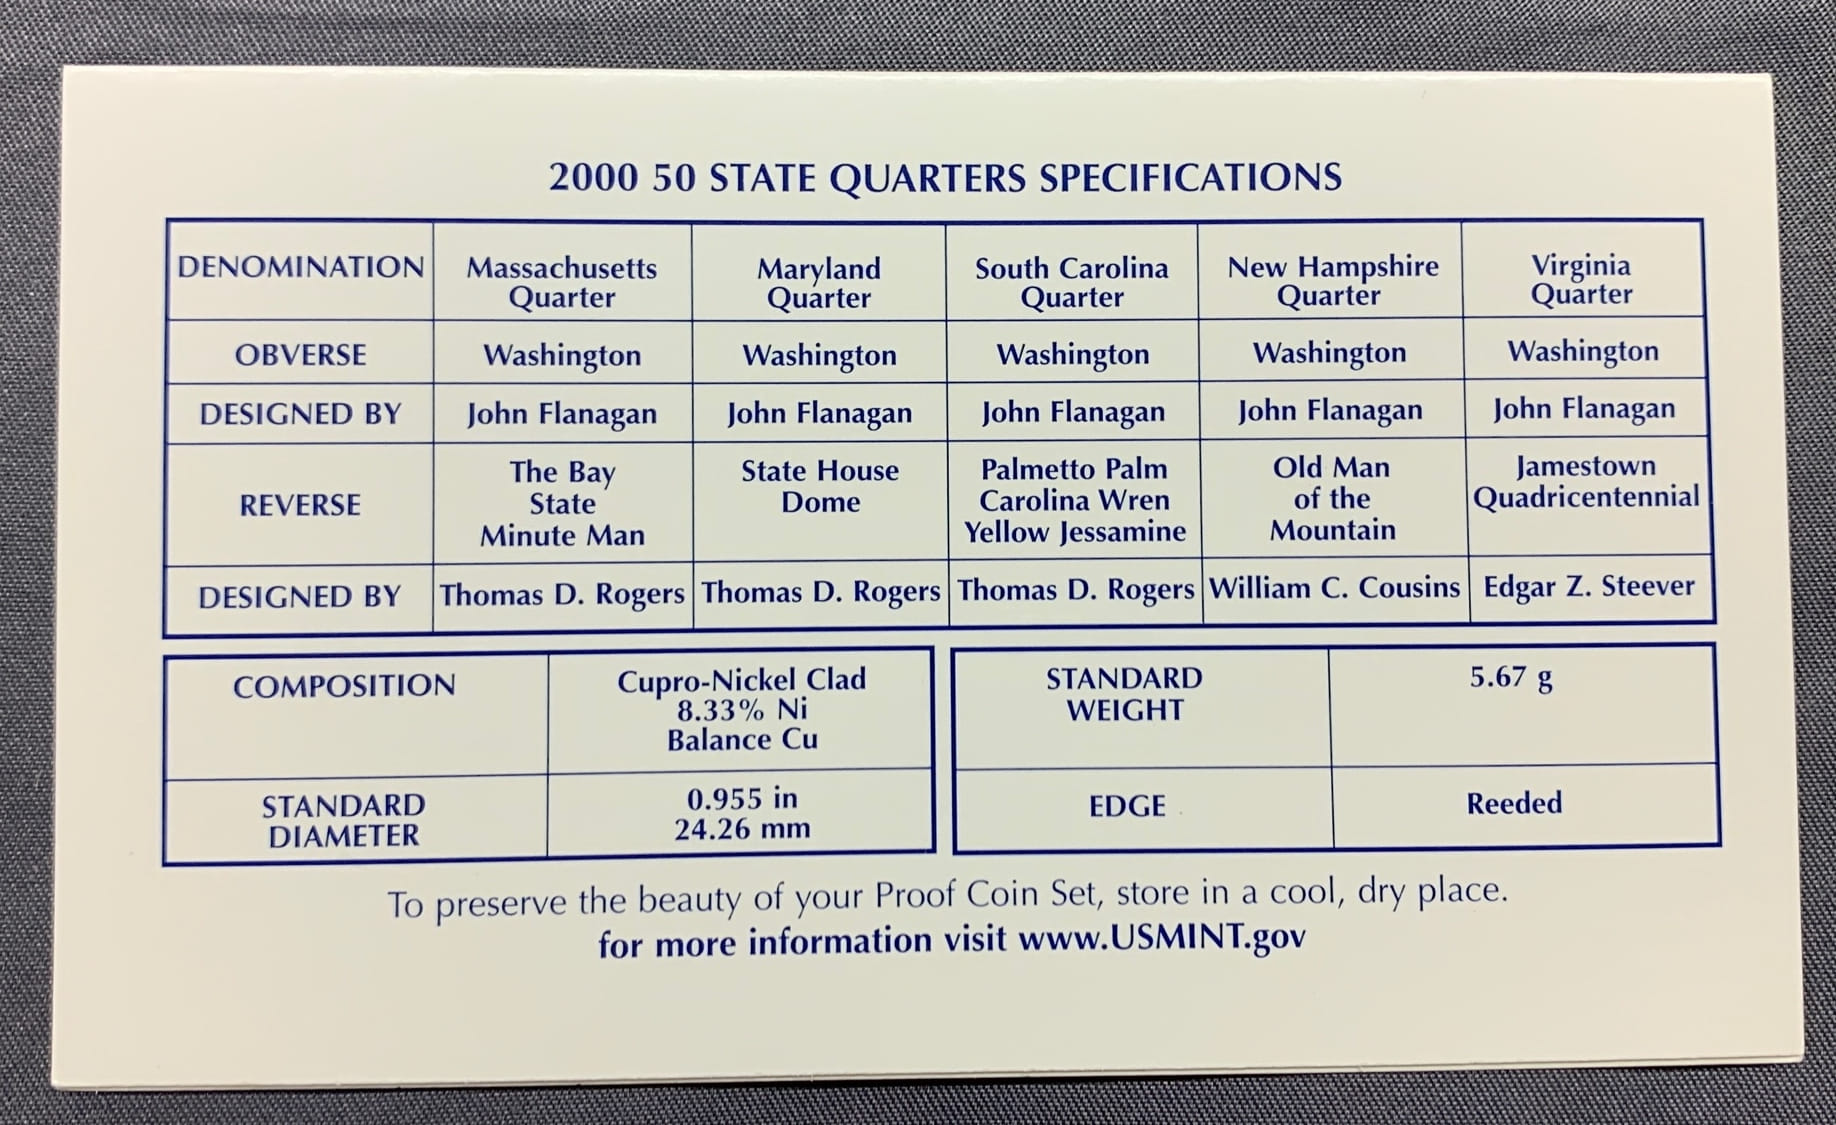 2000 50 STATE QUARTERS SPECIFICATIONS
DENOMINATION
Massachusetts
Quarter
Maryland
Quarter
South Carolina
Quarter
New Hampshire
Quarter
Virginia
Quarter
OBVERSE
Washington
Washington
Washington
Washington
Washington
DESIGNED BY
John Flanagan
John Flanagan
John Flanagan
John Flanagan
John Flanagan
REVERSE
The Bay
State
Minute Man
State House
Dome
Palmetto Palm
Carolina Wren
Yellow Jessamine
Old Man
of the
Mountain
Jamestown
Quadricentennial
DESIGNED BY
Thomas D. Rogers
Thomas D. Rogers
Thomas D. Rogers
William C. Cousins
Edgar Z. Steever
COMPOSITION
Cupro-Nickel Clad
8.33% Ni
Balance Cu
STANDARD
WEIGHT
5.67 g
STANDARD
DIAMETER
0.955 in
24.26 mm
EDGE
Reeded
To preserve the beauty of your Proof Coin Set, store in a cool, dry place.
for more information visit www.USMINT.gov